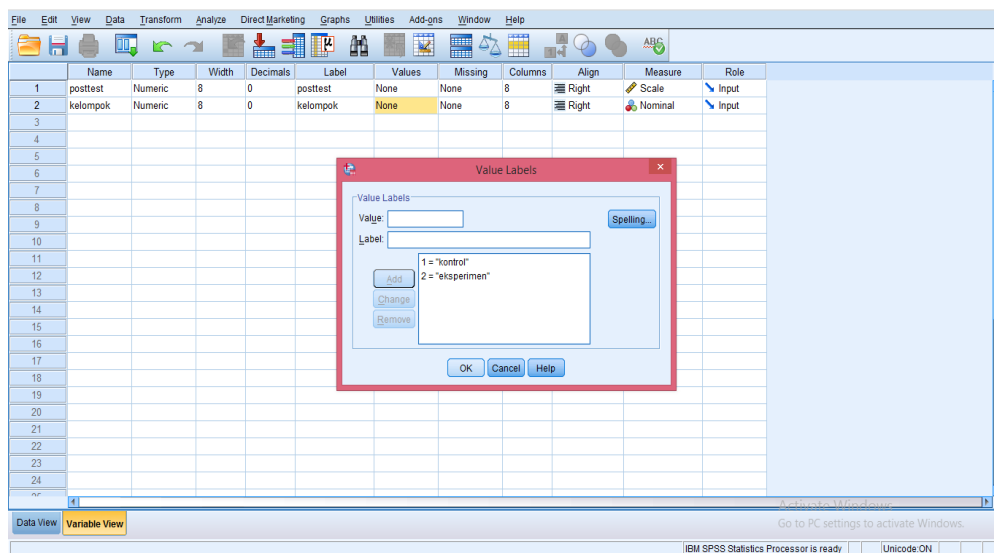 File Edit View Data Transform Analyze Direct Marketing Graphs Utilities Add-ons Window Help
Name Type Width Decimals Label Values Missing Columns Align Measure Role
1 posttest Numeric 8 0 posttest None None 8 Right Scale Input
2 kelompok Numeric 8 0 kelompok None None 8 Right Nominal Input
3
4
5
6
7
8
9
10
11
12
13
14
15
16
17
18
19
20
21
22
23
24
Value Labels
Value Labels
Value:
Spelling...
Label:
1 = "kontrol"
2 = "eksperimen"
Add
Change
Remove
OK Cancel Help
Activate Windows
Data View Variable View
Go to PC settings to activate Windows.
IBM SPSS Statistics Processor is ready Unicode:ON